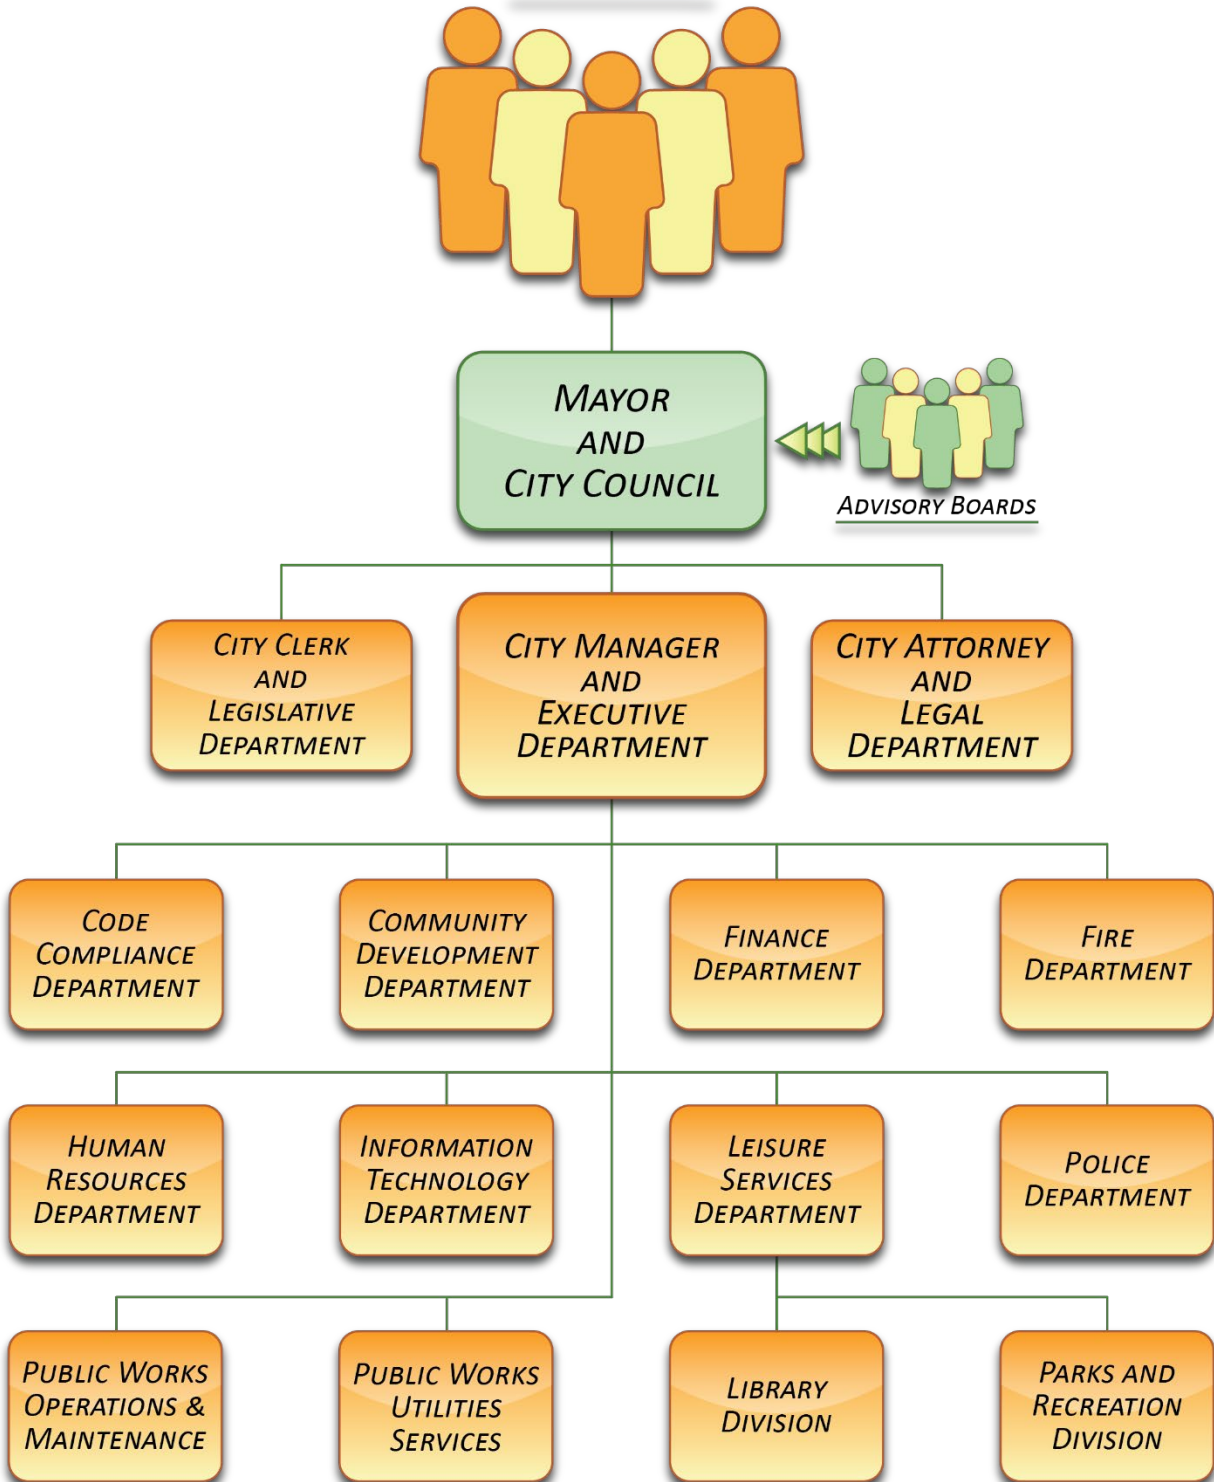 MAYOR
AND
CITY COUNCIL
ADVISORY BOARDS
CITY CLERK
AND
LEGISLATIVE
DEPARTMENT
CITY MANAGER
AND
EXECUTIVE
DEPARTMENT
CITY ATTORNEY
AND
LEGAL
DEPARTMENT
CODE
COMPLIANCE
DEPARTMENT
COMMUNITY
DEVELOPMENT
DEPARTMENT
FINANCE
DEPARTMENT
FIRE
DEPARTMENT
HUMAN
RESOURCES
DEPARTMENT
INFORMATION
TECHNOLOGY
DEPARTMENT
LEISURE
SERVICES
DEPARTMENT
POLICE
DEPARTMENT
PUBLIC WORKS
OPERATIONS &
MAINTENANCE
PUBLIC WORKS
UTILITIES
SERVICES
LIBRARY
DIVISION
PARKS AND
RECREATION
DIVISION